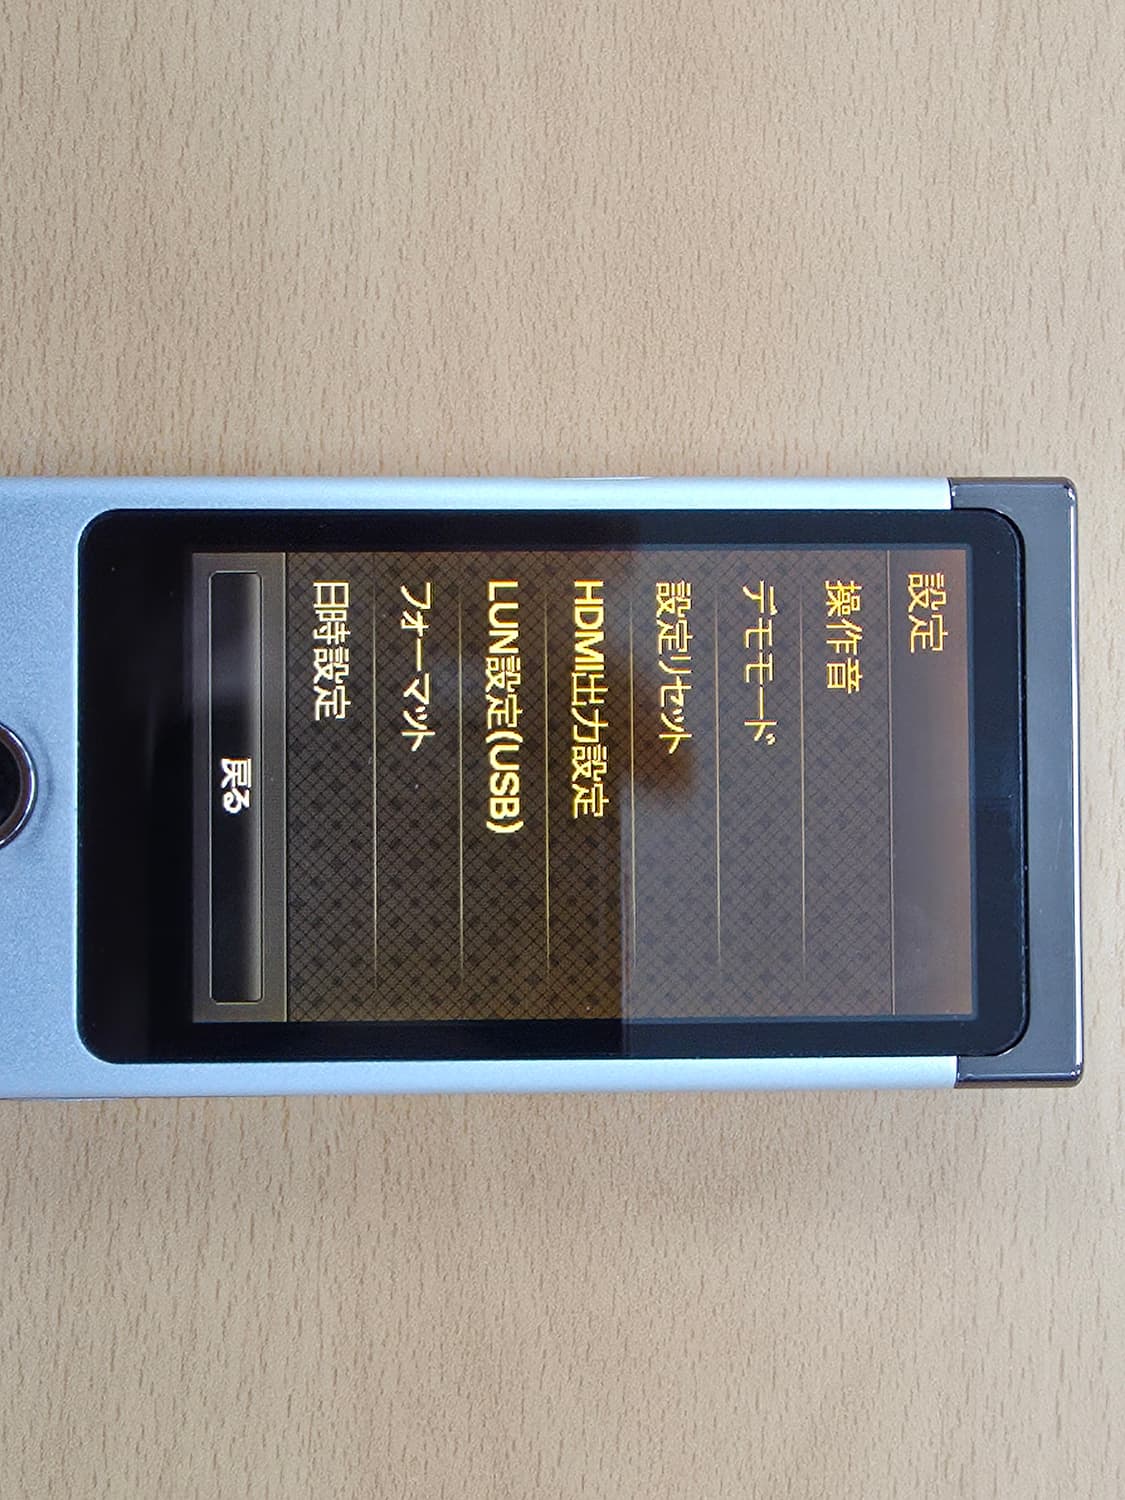 設定
操作音
デモモード
設定リセット
HDMI出力設定
LUN設定(USB)
フォーマット
日時設定
戻る